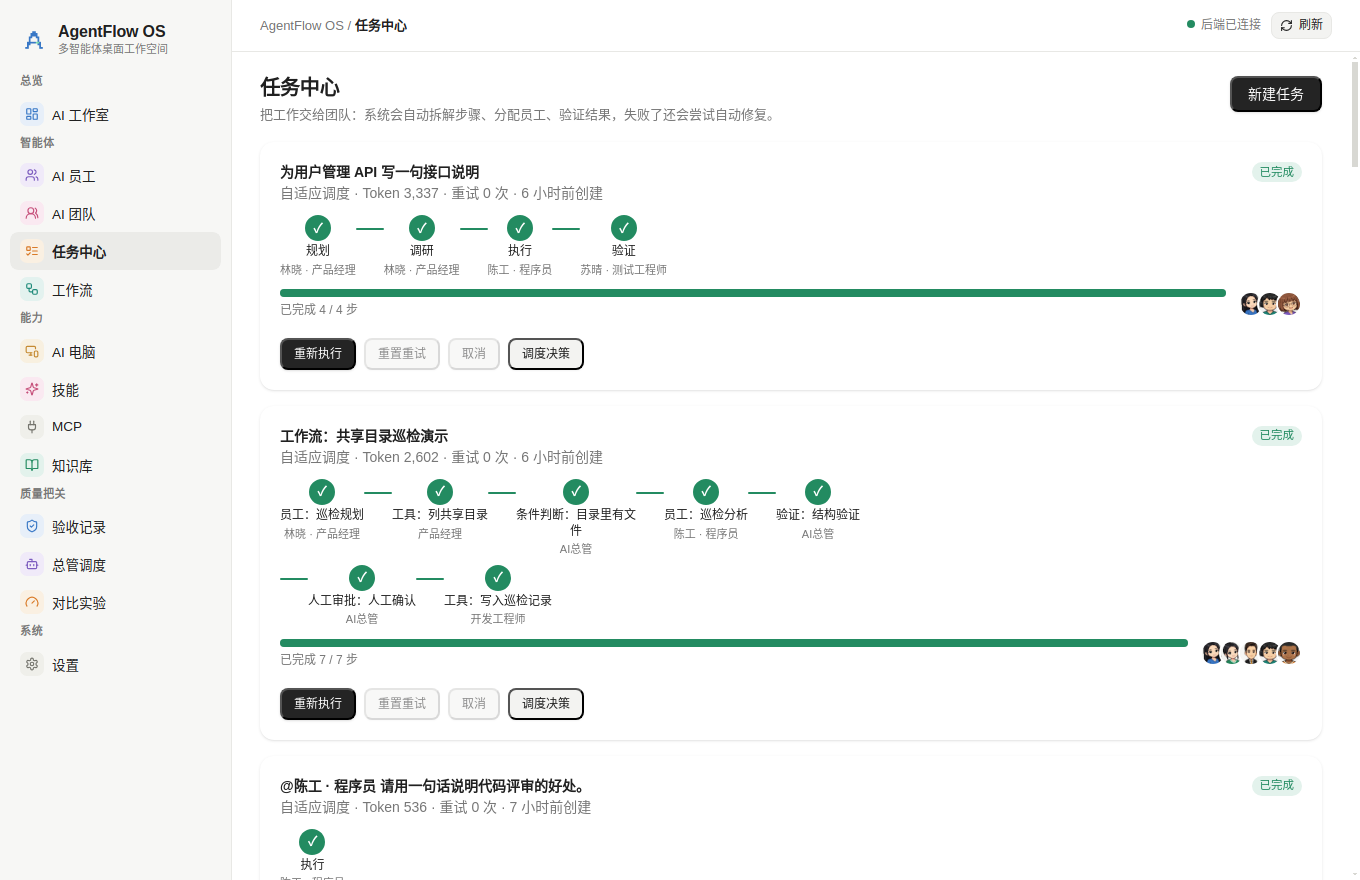 AgentFlow OS
多智能体桌面工作空间
总览
AI 工作室
智能体
AI 员工
AI 团队
任务中心
工作流
能力
AI 电脑
技能
MCP
知识库
质量把关
验收记录
总管调度
对比实验
系统
设置
AgentFlow OS / 任务中心
后端已连接
刷新
任务中心
把工作交给团队：系统会自动拆解步骤、分配员工、验证结果，失败了还会尝试自动修复。
新建任务
为用户管理 API 写一句接口说明
已完成
自适应调度 · Token 3,337 · 重试 0 次 · 6 小时前创建
规划
调研
执行
验证
林晓 · 产品经理
林晓 · 产品经理
陈工 · 程序员
苏晴 · 测试工程师
已完成 4 / 4 步
重新执行
重置重试
取消
调度决策
工作流：共享目录巡检演示
已完成
自适应调度 · Token 2,602 · 重试 0 次 · 6 小时前创建
员工：巡检规划
林晓 · 产品经理
工具：列共享目录
产品经理
条件判断：目录里有文
件
AI总管
员工：巡检分析
陈工 · 程序员
验证：结构验证
AI总管
人工审批：人工确认
AI总管
工具：写入巡检记录
开发工程师
已完成 7 / 7 步
重新执行
重置重试
取消
调度决策
@陈工 · 程序员 请用一句话说明代码评审的好处。
已完成
自适应调度 · Token 536 · 重试 0 次 · 7 小时前创建
执行